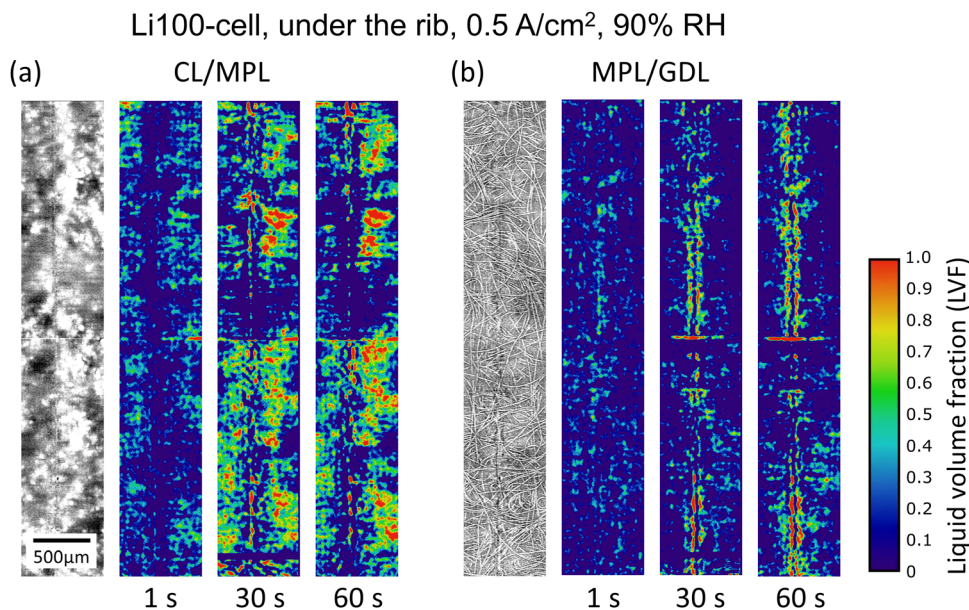 Li100-cell, under the rib, 0.5 A/cm², 90% RH
(a)
CL/MPL
(b)
MPL/GDL
500µm
1 s
30 s
60 s
1 s
30 s
60 s
1.0
0.9
0.8
0.7
0.6
0.5
0.4
0.3
0.2
0.1
0
Liquid volume fraction (LVF)